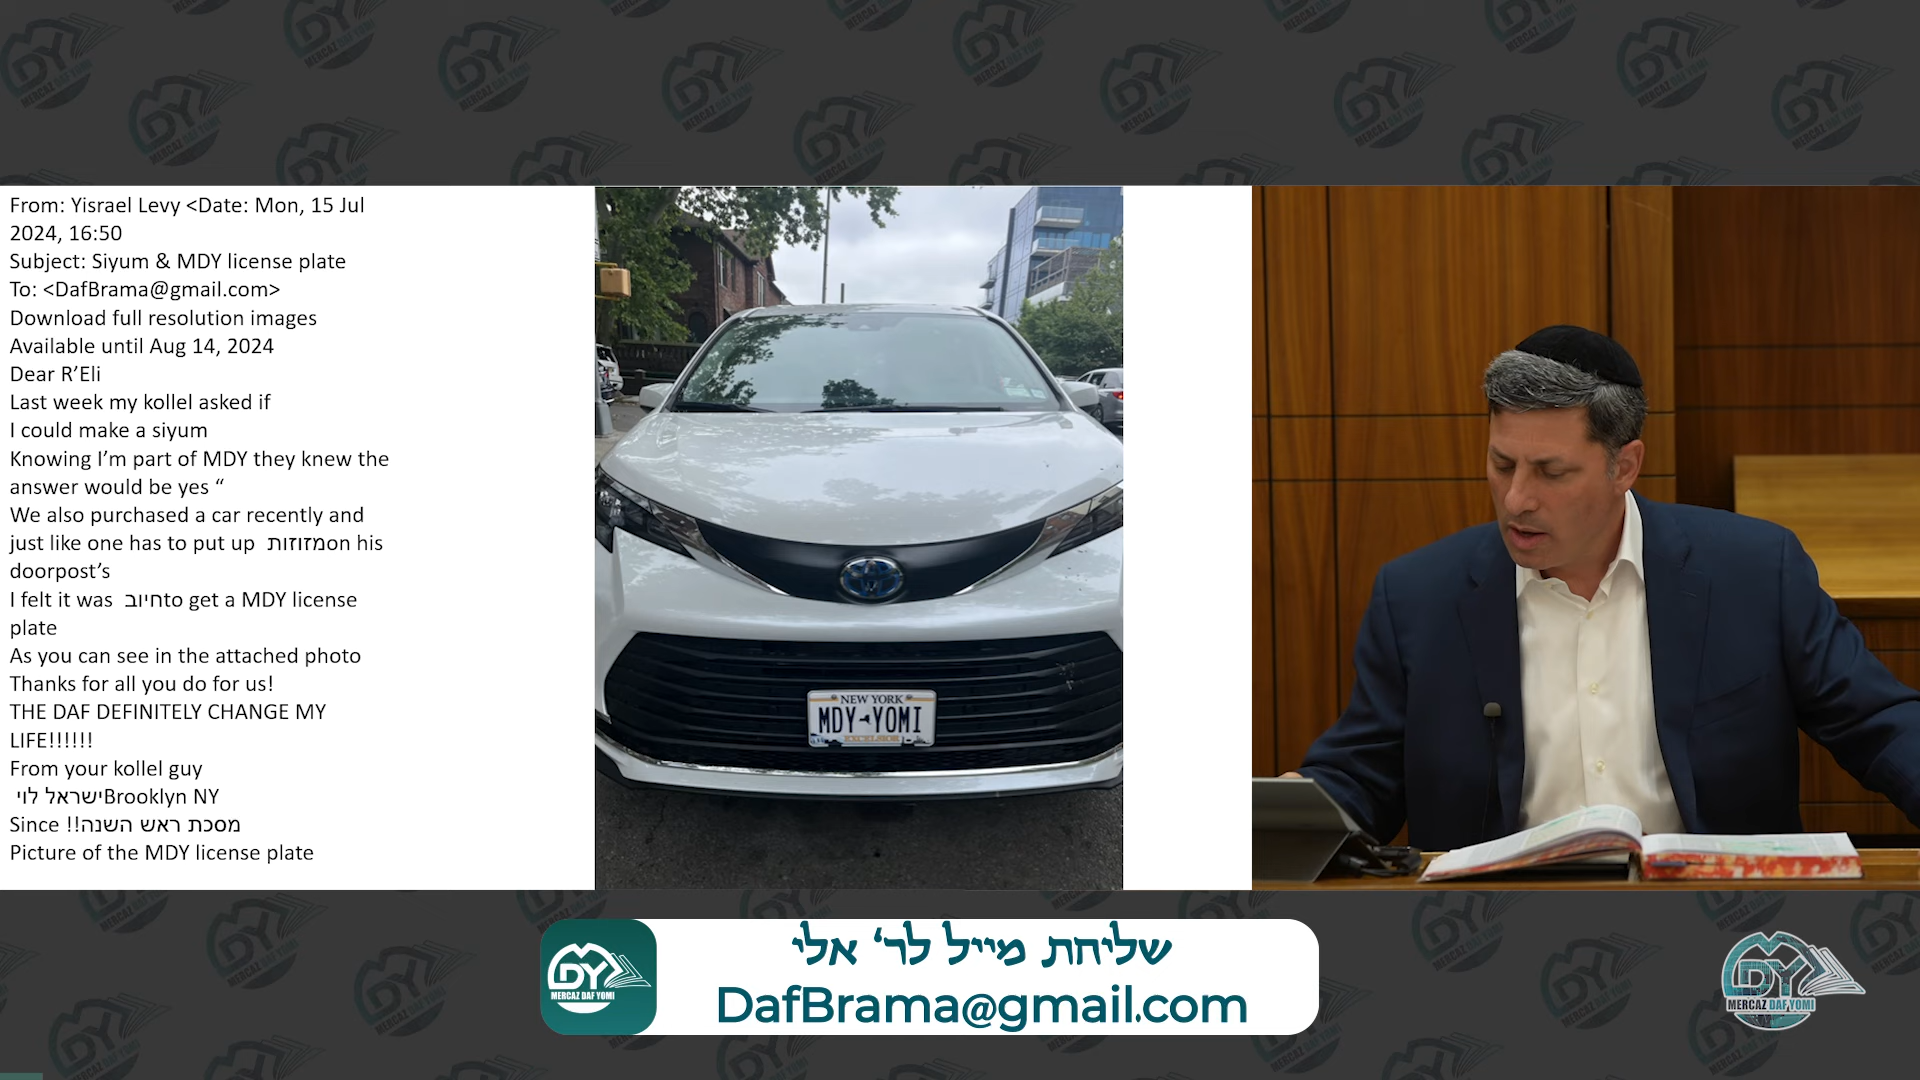 From: Yisrael Levy <Date: Mon, 15 Jul
2024, 16:50
Subject: Siyum & MDY license plate
To: <DafBrama@gmail.com>
Download full resolution images
Available until Aug 14, 2024
Dear R’Eli
Last week my kollel asked if
I could make a siyum
Knowing I’m part of MDY they knew the
answer would be yes “
We also purchased a car recently and
just like one has to put up מזוזותon his
doorpost’s
I felt it was חיובto get a MDY license
plate
As you can see in the attached photo
Thanks for all you do for us!
THE DAF DEFINITELY CHANGE MY
LIFE!!!!!!
From your kollel guy
ישראל לויBrooklyn NY
Since !!מסכת ראש השנה
Picture of the MDY license plate
NEW YORK
MDY YOMI
EXCELSIOR
שליחת מייל לר׳ אלי
DafBrama@gmail.com
DY
MERCAZ DAF YOMI
DY
MERCAZ DAF YOMI